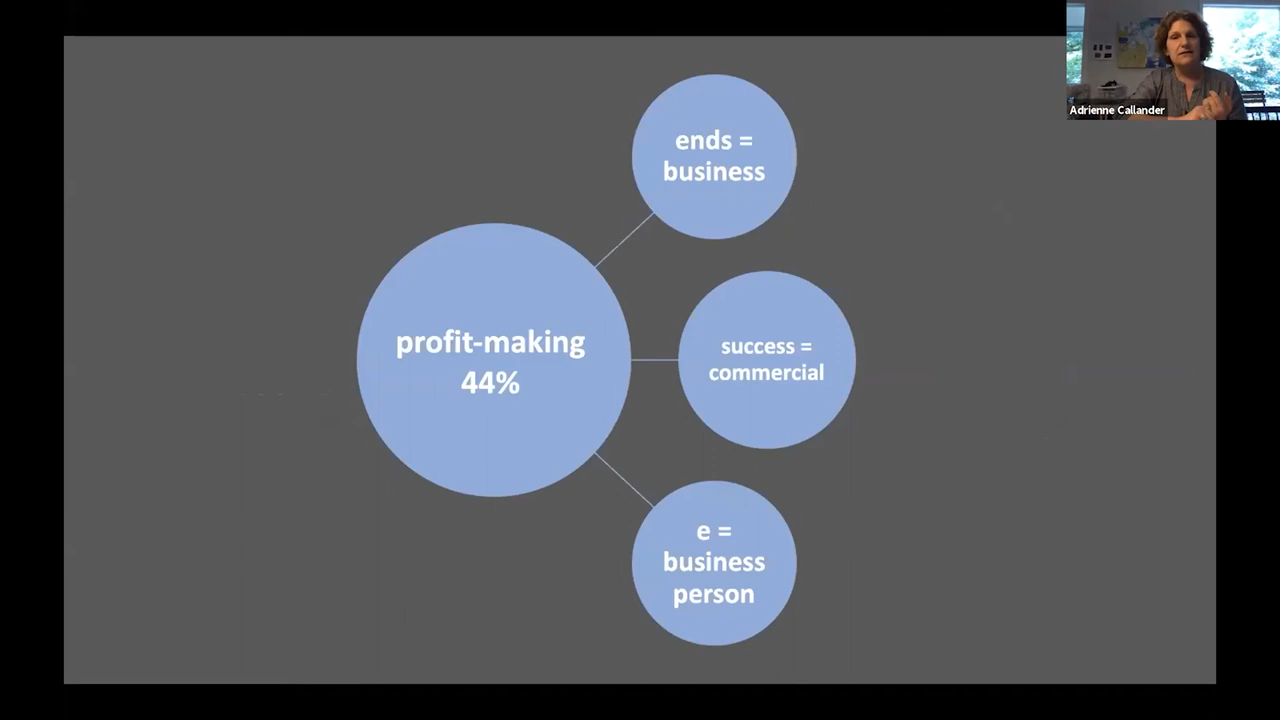 Adrienne Callander
ends =
business
profit-making
44%
success =
commercial
e =
business
person